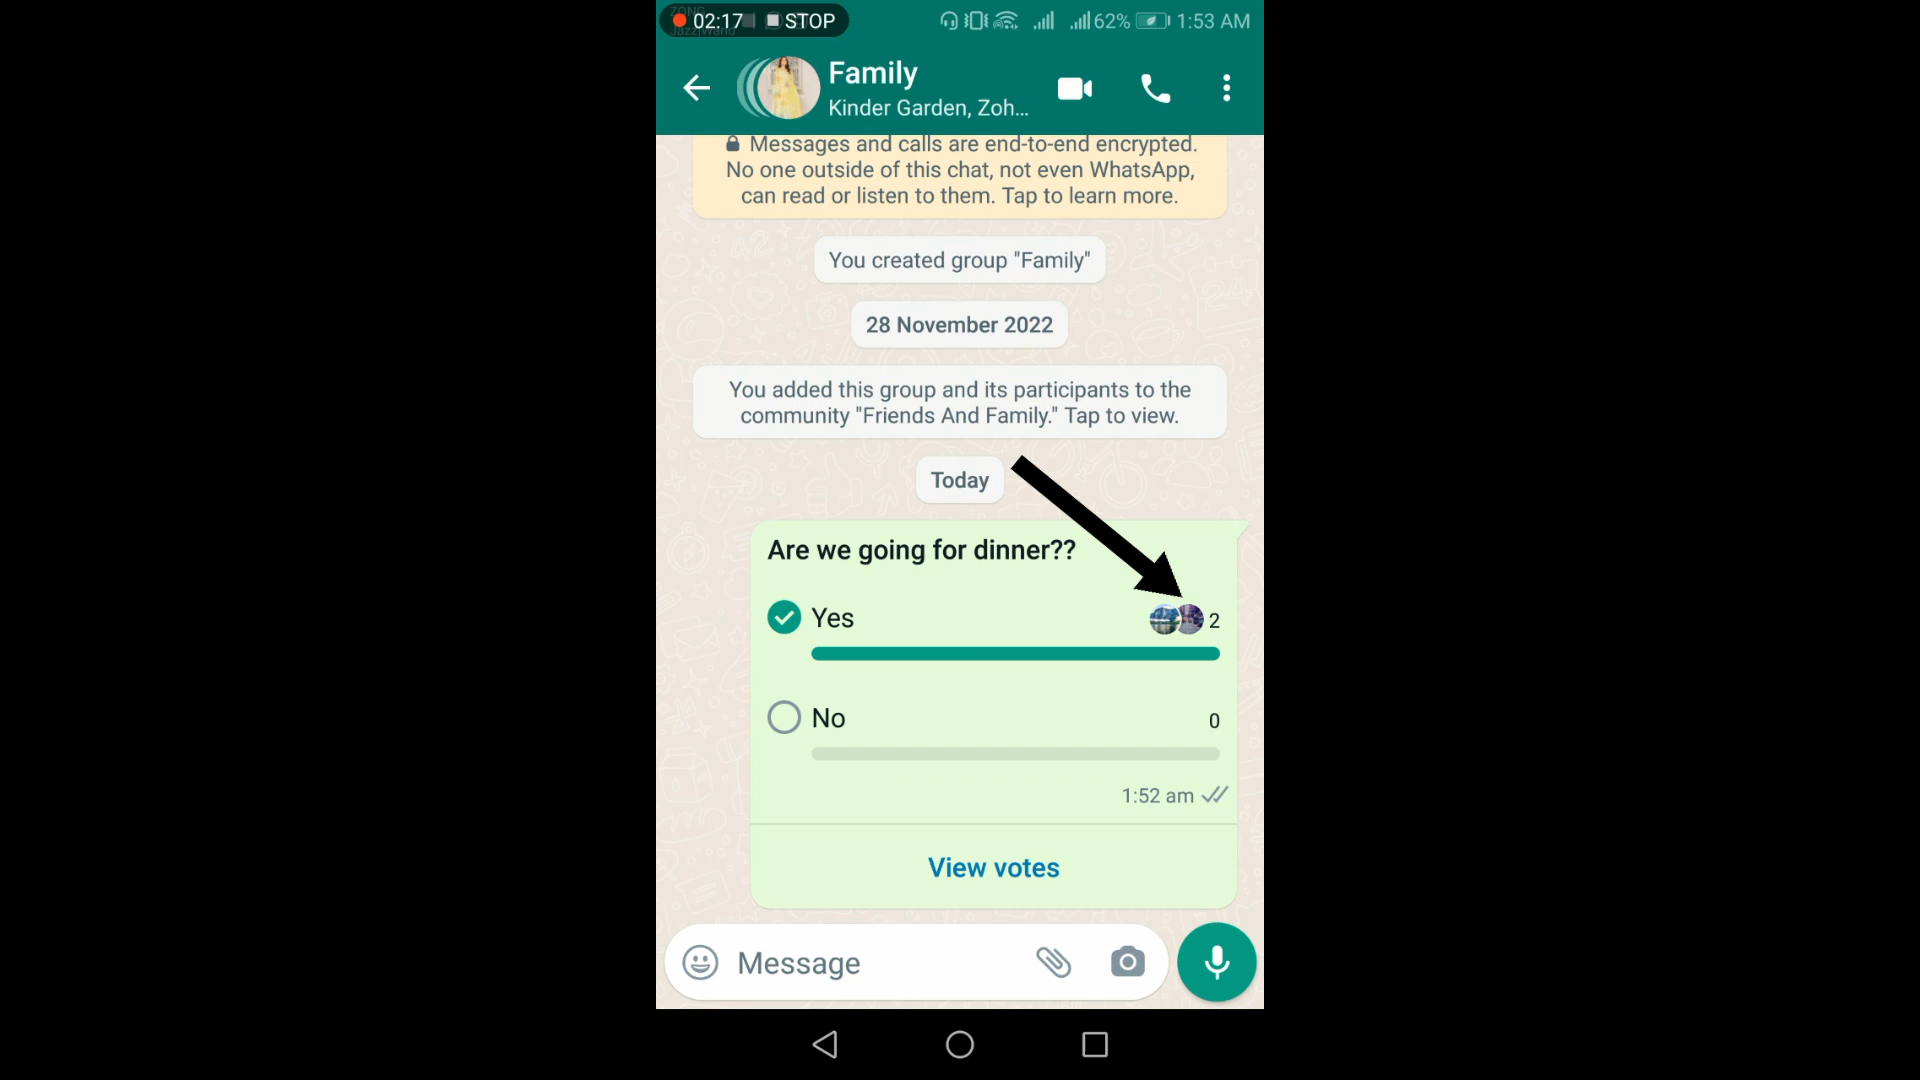 02:17 STOP 62% 1:53 AM
Family
Kinder Garden, Zoh...
Messages and calls are end-to-end encrypted.
No one outside of this chat, not even WhatsApp,
can read or listen to them. Tap to learn more.
You created group "Family"
28 November 2022
You added this group and its participants to the
community "Friends And Family." Tap to view.
Today
Are we going for dinner??
Yes 2
No 0
1:52 am
View votes
Message